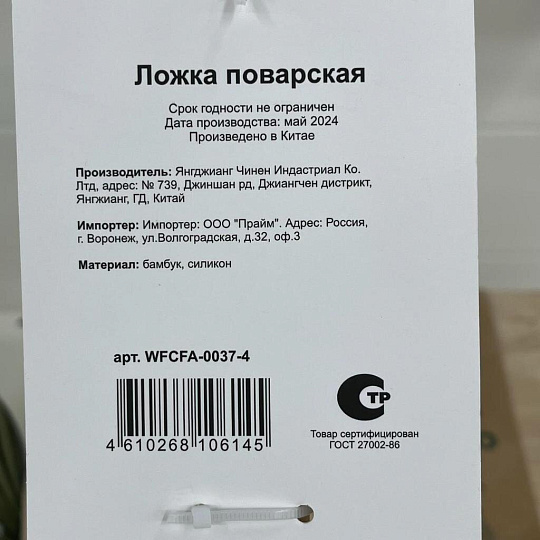 Ложка поварская
Срок годности не ограничен
Дата производства: май 2024
Произведено в Китае
Производитель: Янгджианг Чинен Индастриал Ко.
Лтд, адрес: № 739, Джиншан рд, Джиангчен дистрикт,
Янгжианг, ГД, Китай
Импортер: Импортер: ООО "Прайм". Адрес: Россия,
г. Воронеж, ул.Волгоградская, д.32, оф.3
Материал: бамбук, силикон
арт. WFCFA-0037-4
4 610268 106145
СТР
Товар сертифицирован
ГОСТ 27002-86